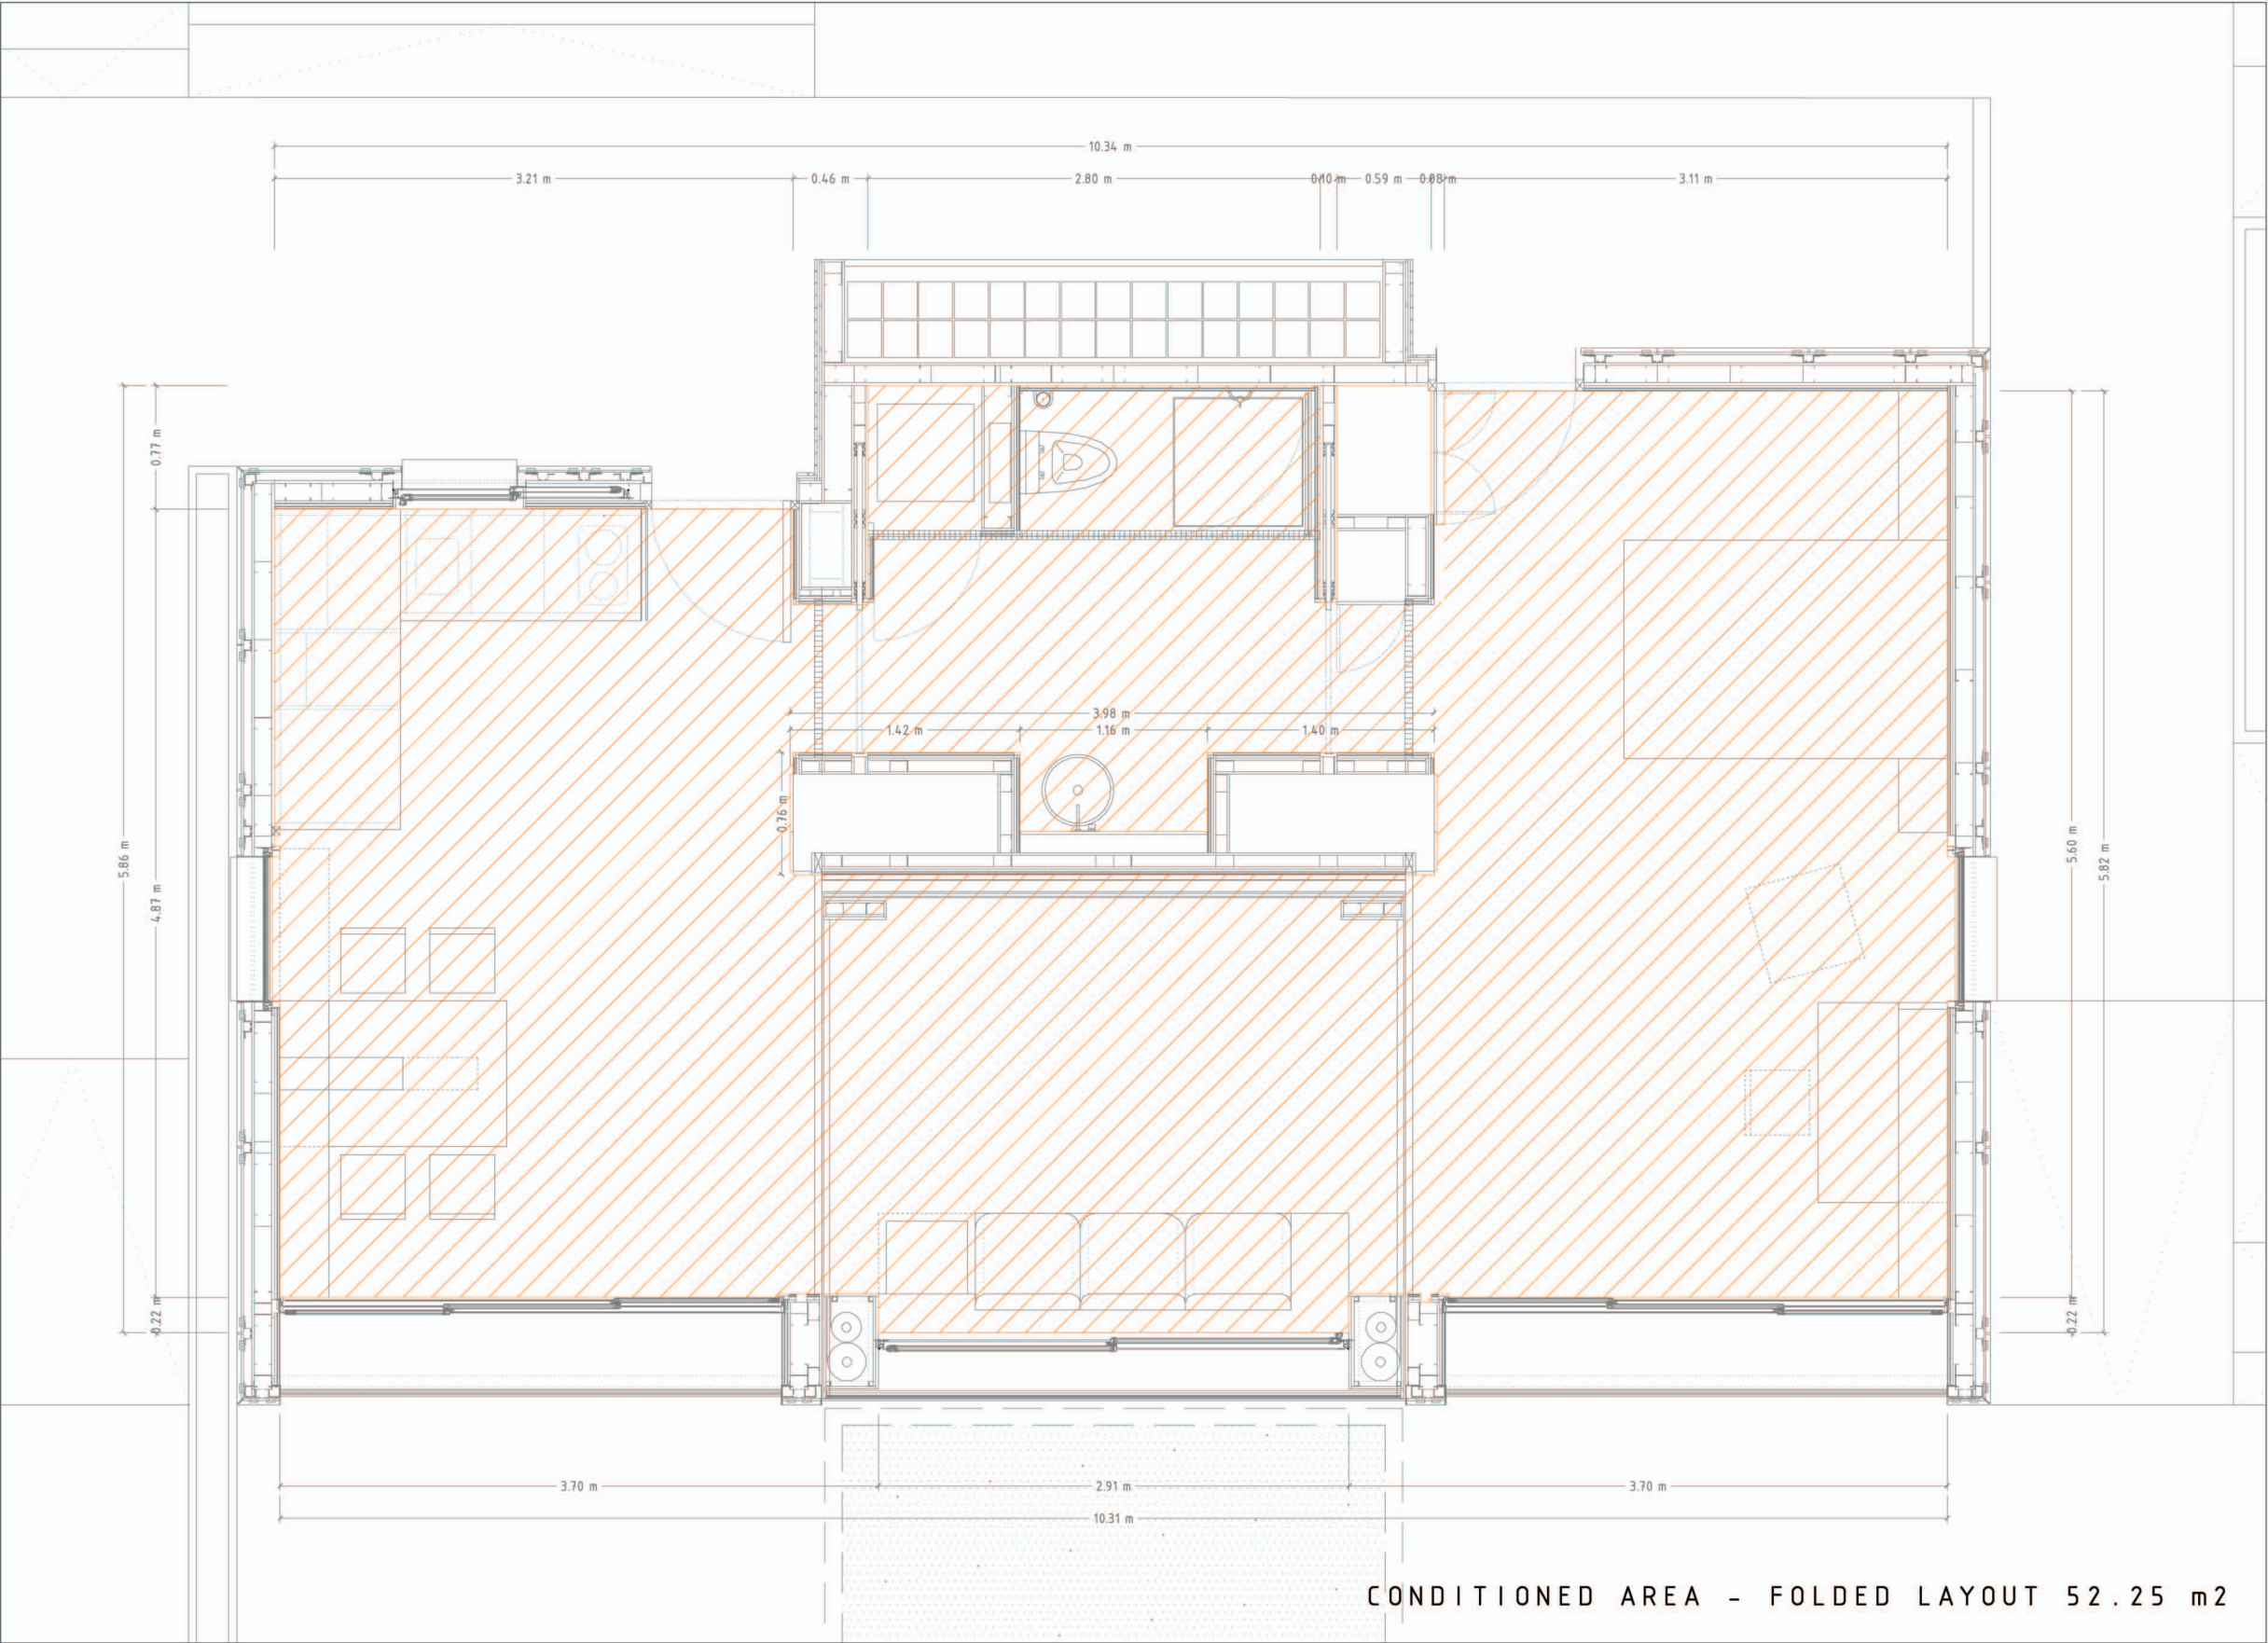 10.34 m
3.21 m
0.46 m
2.80 m
0.10 m
0.59 m
0.08 m
3.11 m
0.77 m
5.86 m
4.87 m
0.22 m
3.98 m
1.42 m
1.16 m
1.40 m
0.76 m
5.60 m
5.82 m
0.22 m
3.70 m
2.91 m
3.70 m
10.31 m
CONDITIONED AREA - FOLDED LAYOUT 52.25 m2